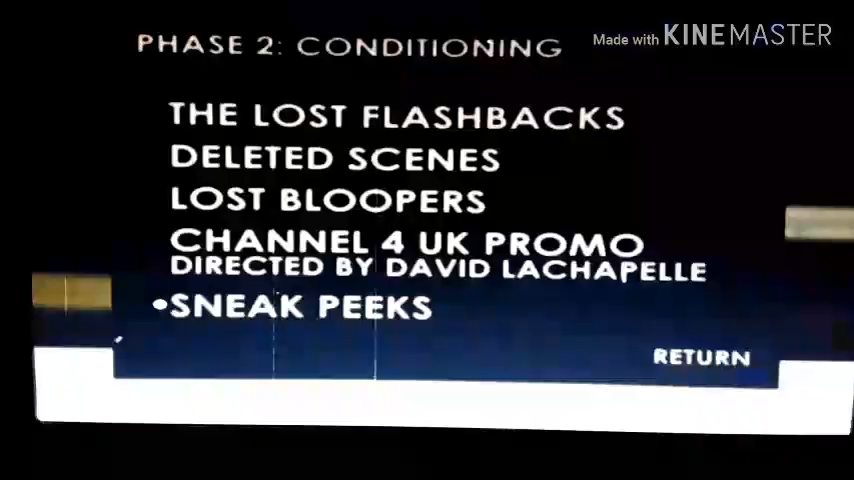 PHASE 2: CONDITIONING
Made with KINEMASTER
THE LOST FLASHBACKS
DELETED SCENES
LOST BLOOPERS
CHANNEL 4 UK PROMO
DIRECTED BY DAVID LACHAPELLE
•SNEAK PEEKS
RETURN